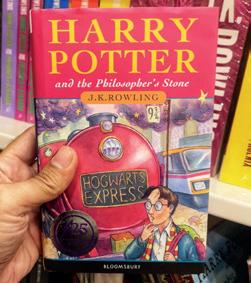 HARRY
POTTER
and the Philosopher's Stone
J.K.ROWLING
9¾
HOGWARTS
EXPRESS
25
BLOOMSBURY